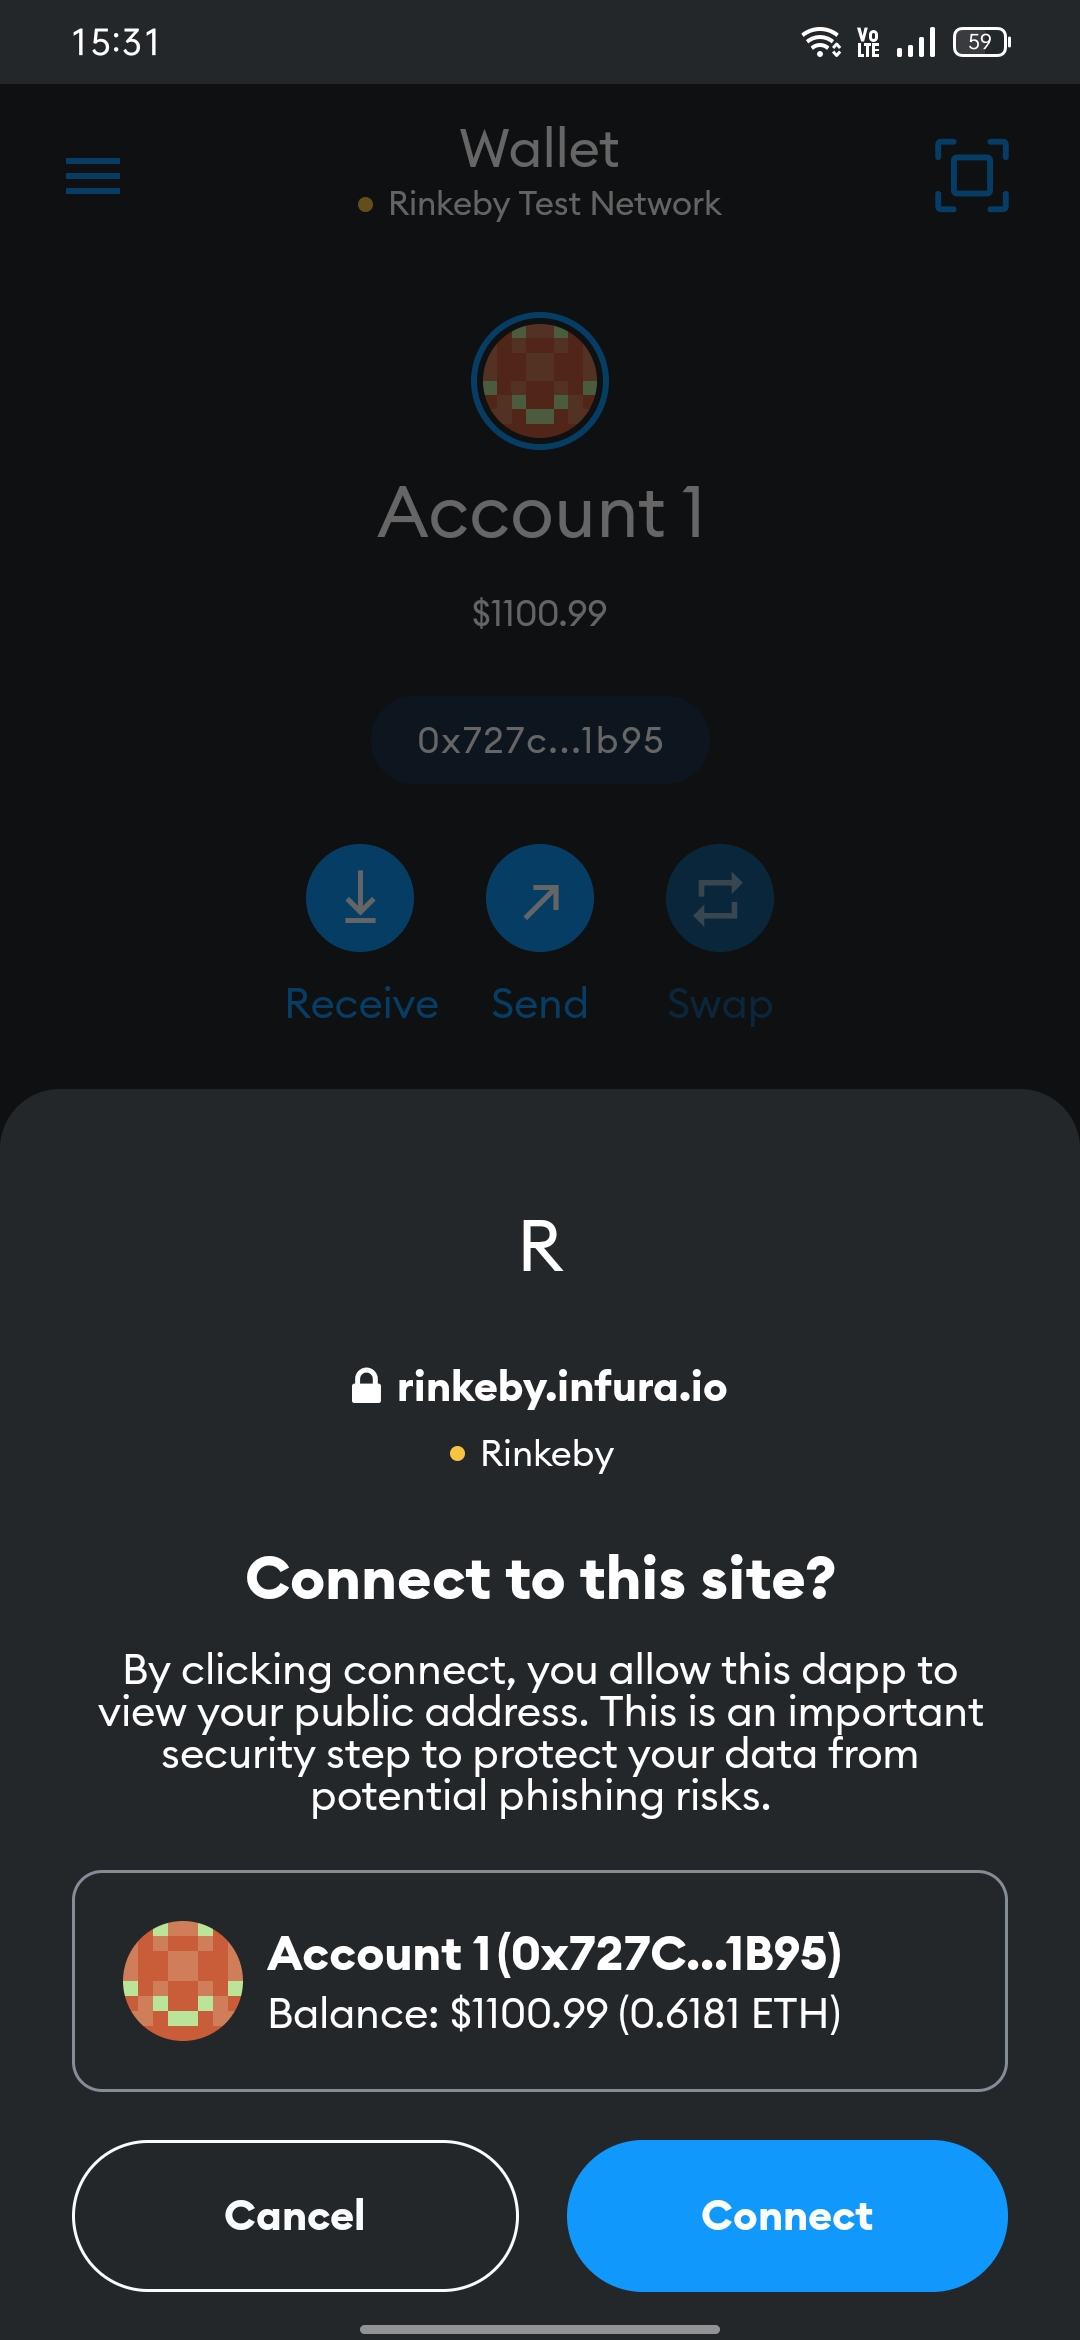 15:31
Vo LTE
59
Wallet
Rinkeby Test Network
Account 1
$1100.99
0x727c...1b95
Receive Send Swap
R
rinkeby.infura.io
Rinkeby
Connect to this site?
By clicking connect, you allow this dapp to
view your public address. This is an important
security step to protect your data from
potential phishing risks.
Account 1 (0x727C...1B95)
Balance: $1100.99 (0.6181 ETH)
Cancel Connect